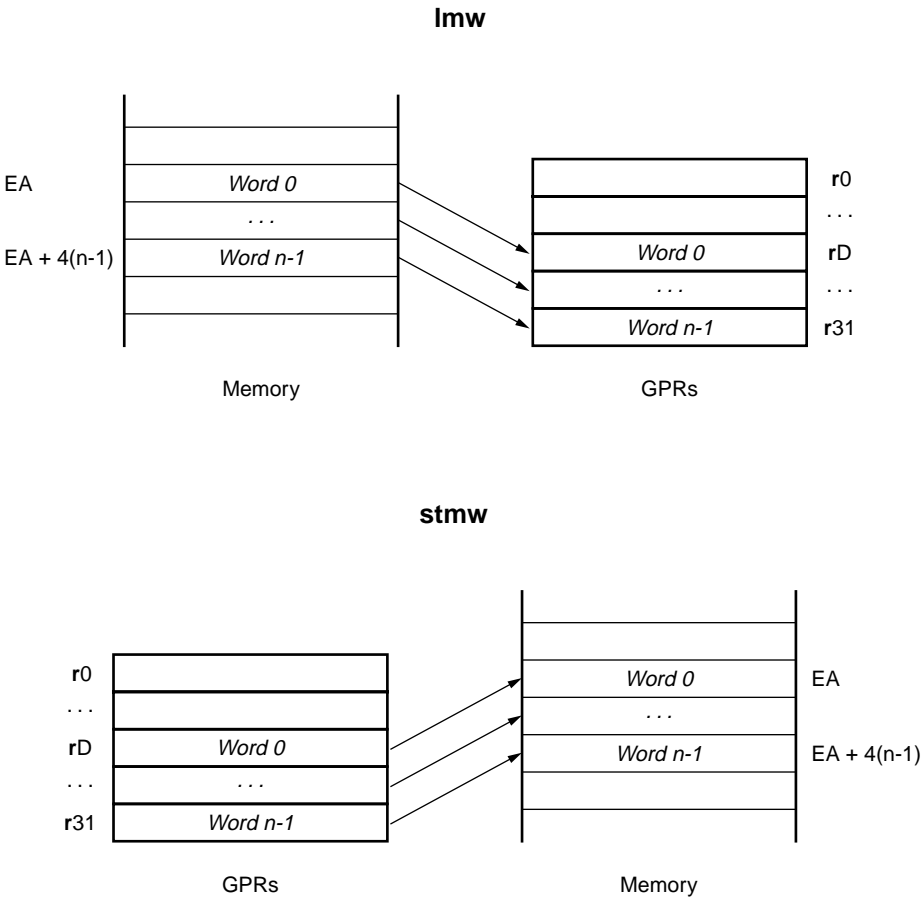 lmw
EA
Word 0
r0
. . .
. . .
EA + 4(n-1)
Word n-1
Word 0
rD
. . .
. . .
Word n-1
r31
Memory
GPRs
stmw
r0
Word 0
EA
. . .
. . .
rD
Word 0
Word n-1
EA + 4(n-1)
. . .
. . .
r31
Word n-1
GPRs
Memory